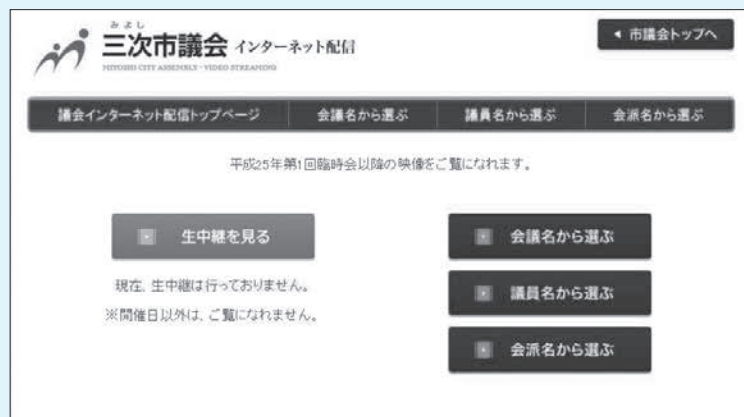 みよし
三次市議会 インターネット配信
MIYOSHI CITY ASSEMBLY - VIDEO STREAMING
市議会トップへ
議会インターネット配信トップページ 会議名から選ぶ 議員名から選ぶ 会派名から選ぶ
平成25年第1回臨時会以降の映像をご覧になれます。
生中継を見る
現在、生中継は行っておりません。
※開催日以外は、ご覧になれません。
会議名から選ぶ
議員名から選ぶ
会派名から選ぶ